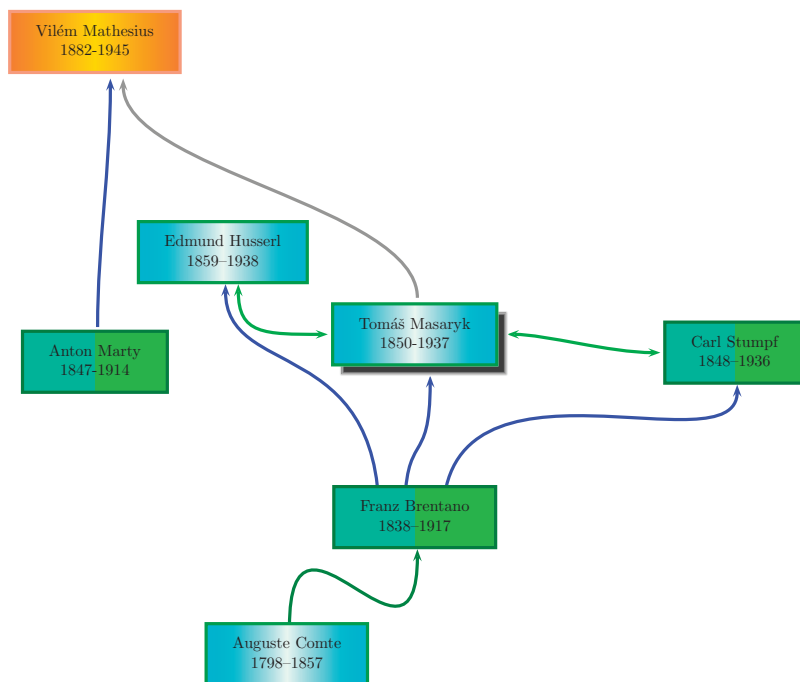 Vilém Mathesius
1882-1945
Edmund Husserl
1859–1938
Tomáš Masaryk
1850-1937
Anton Marty
1847-1914
Carl Stumpf
1848–1936
Franz Brentano
1838–1917
Auguste Comte
1798–1857